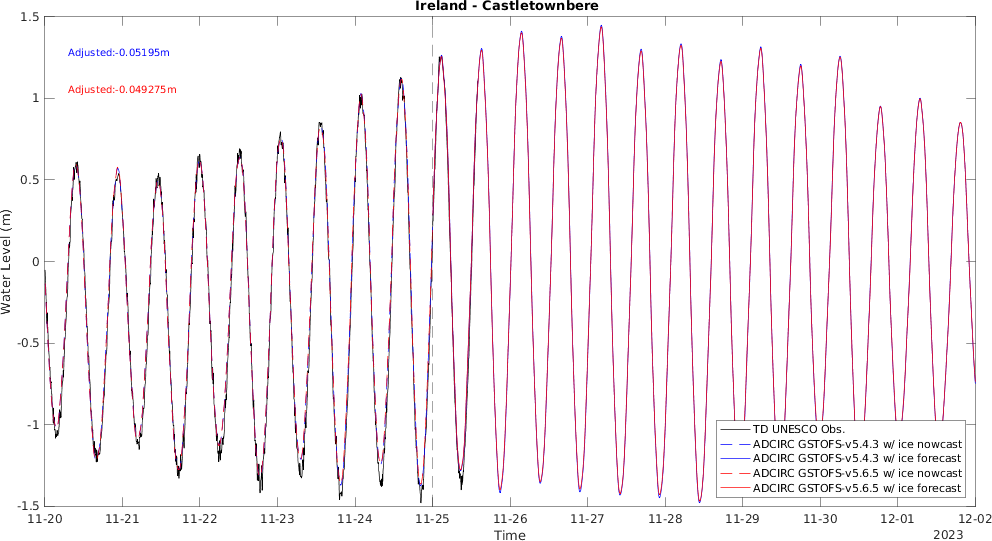 Ireland - Castletownbere
1.5
Adjusted:-0.05195m
Adjusted:-0.049275m
1
0.5
0
-0.5
-1
-1.5
Water Level (m)
TD UNESCO Obs.
ADCIRC GSTOFS-v5.4.3 w/ ice nowcast
ADCIRC GSTOFS-v5.4.3 w/ ice forecast
ADCIRC GSTOFS-v5.6.5 w/ ice nowcast
ADCIRC GSTOFS-v5.6.5 w/ ice forecast
11-20 11-21 11-22 11-23 11-24 11-25 11-26 11-27 11-28 11-29 11-30 12-01 12-02
Time
2023